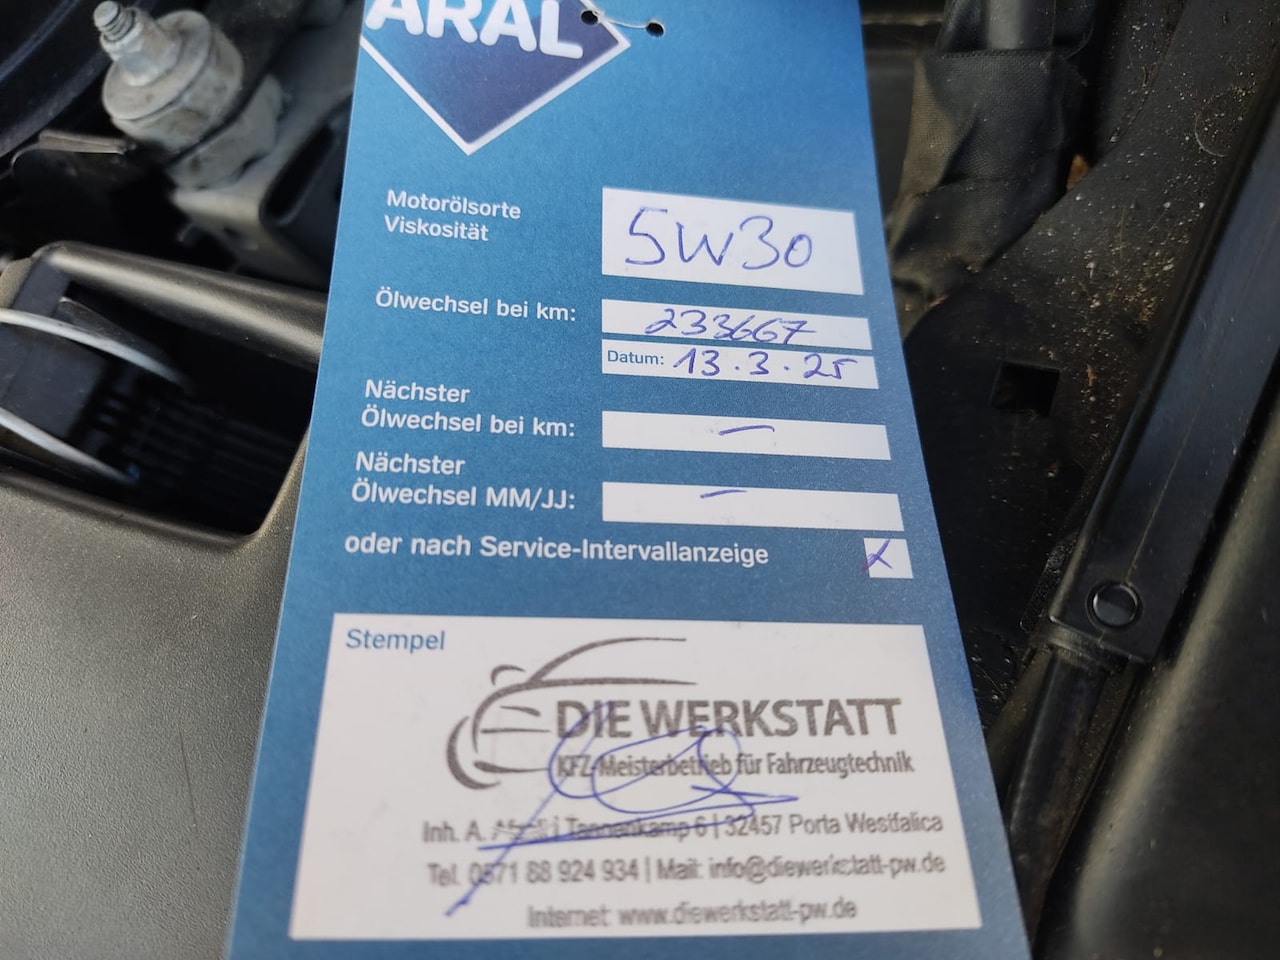 ARAL
Motorölsorte
Viskosität
5W30
Ölwechsel bei km:
233667
Datum: 13.3.25
Nächster
Ölwechsel bei km: –
Nächster
Ölwechsel MM/JJ: –
oder nach Service-Intervallanzeige x
Stempel
DIE WERKSTATT
KFZ-Meisterbetrieb für Fahrzeugtechnik
Inh. A. Tannenkamp 6 | 32457 Porta Westfalica
Tel. 0571 88 924 934 | Mail: info@diewerkstatt-pw.de
Internet: www.diewerkstatt-pw.de